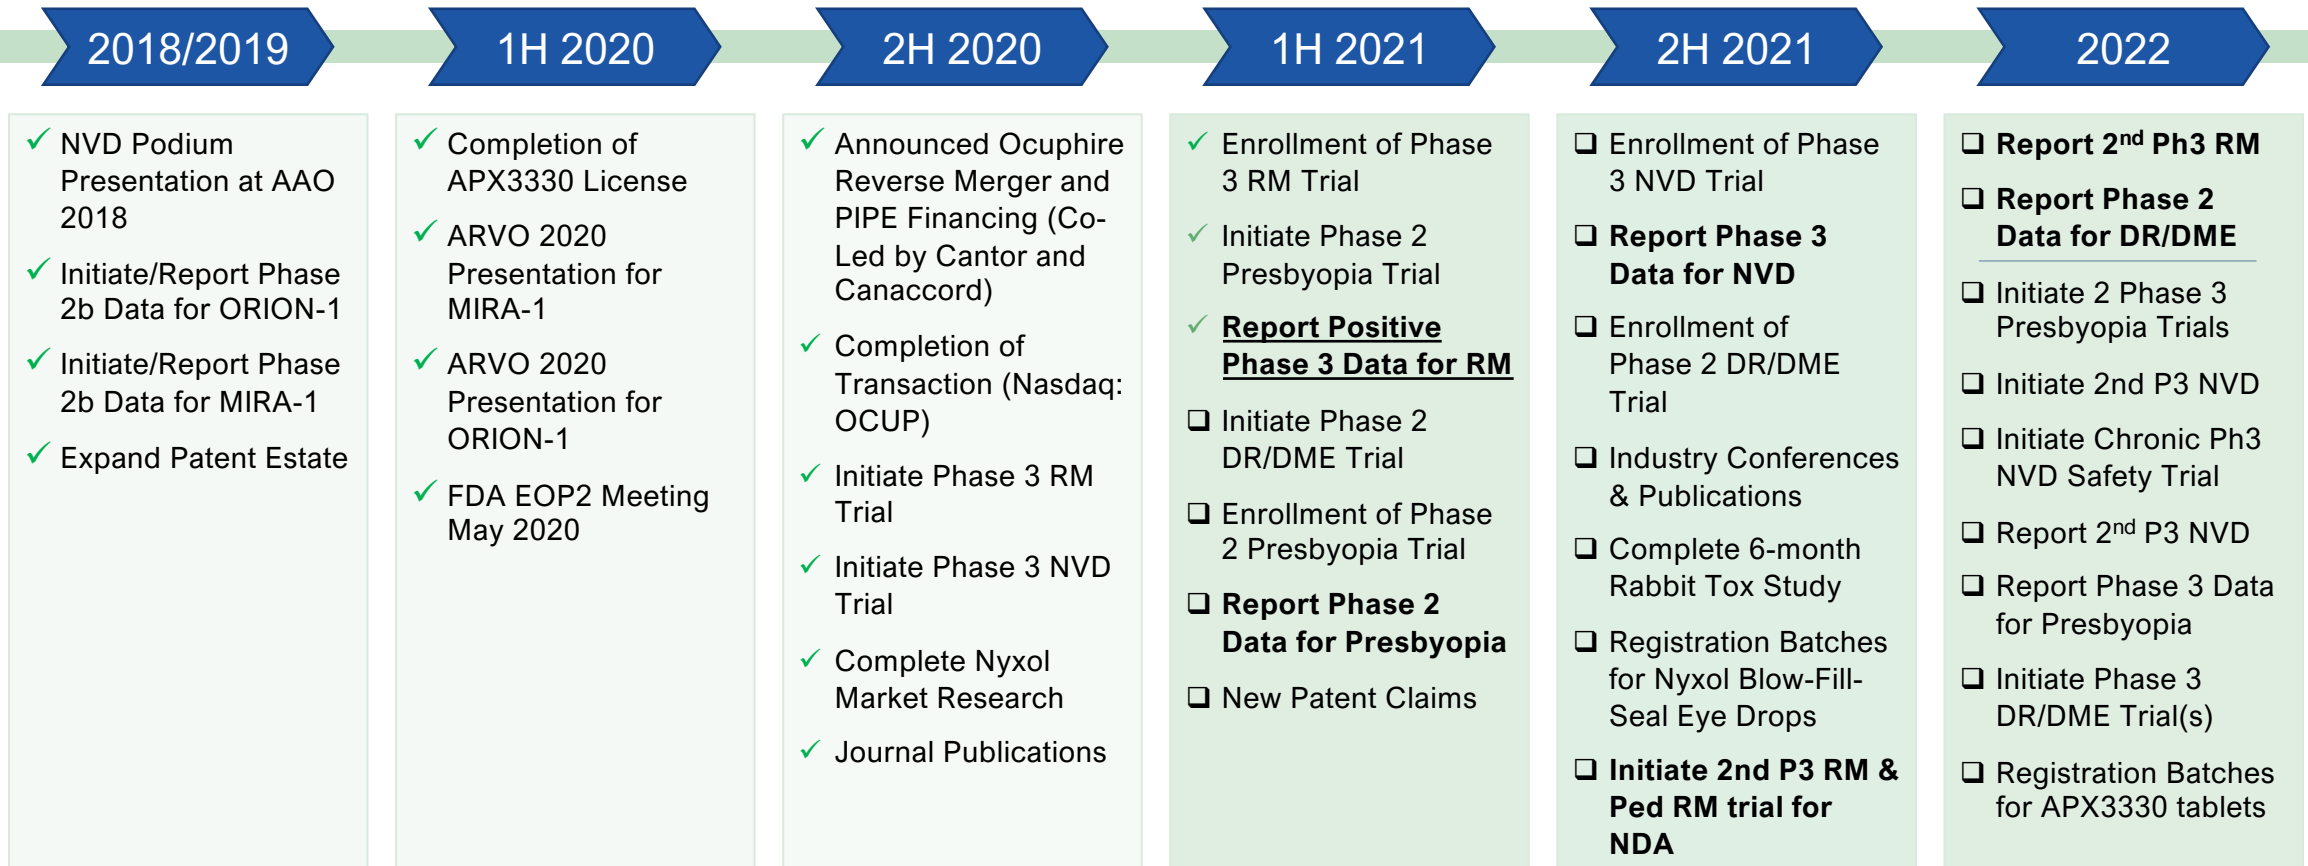 2018/2019
1H 2020
2H 2020
1H 2021
2H 2021
2022
✓ NVD Podium
Presentation at AAO
2018
✓ Initiate/Report Phase
2b Data for ORION-1
✓ Initiate/Report Phase
2b Data for MIRA-1
✓ Expand Patent Estate
✓ Completion of
APX3330 License
✓ ARVO 2020
Presentation for
MIRA-1
✓ ARVO 2020
Presentation for
ORION-1
✓ FDA EOP2 Meeting
May 2020
✓ Announced Ocuphire
Reverse Merger and
PIPE Financing (Co-
Led by Cantor and
Canaccord)
✓ Completion of
Transaction (Nasdaq:
OCUP)
✓ Initiate Phase 3 RM
Trial
✓ Initiate Phase 3 NVD
Trial
✓ Complete Nyxol
Market Research
✓ Journal Publications
✓ Enrollment of Phase
3 RM Trial
✓ Initiate Phase 2
Presbyopia Trial
✓ Report Positive
Phase 3 Data for RM
❑ Initiate Phase 2
DR/DME Trial
❑ Enrollment of Phase
2 Presbyopia Trial
❑ Report Phase 2
Data for Presbyopia
❑ New Patent Claims
❑ Enrollment of Phase
3 NVD Trial
❑ Report Phase 3
Data for NVD
❑ Enrollment of
Phase 2 DR/DME
Trial
❑ Industry Conferences
& Publications
❑ Complete 6-month
Rabbit Tox Study
❑ Registration Batches
for Nyxol Blow-Fill-
Seal Eye Drops
❑ Initiate 2nd P3 RM &
Ped RM trial for
NDA
❑ Report 2nd Ph3 RM
❑ Report Phase 2
Data for DR/DME
❑ Initiate 2 Phase 3
Presbyopia Trials
❑ Initiate 2nd P3 NVD
❑ Initiate Chronic Ph3
NVD Safety Trial
❑ Report 2nd P3 NVD
❑ Report Phase 3 Data
for Presbyopia
❑ Initiate Phase 3
DR/DME Trial(s)
❑ Registration Batches
for APX3330 tablets